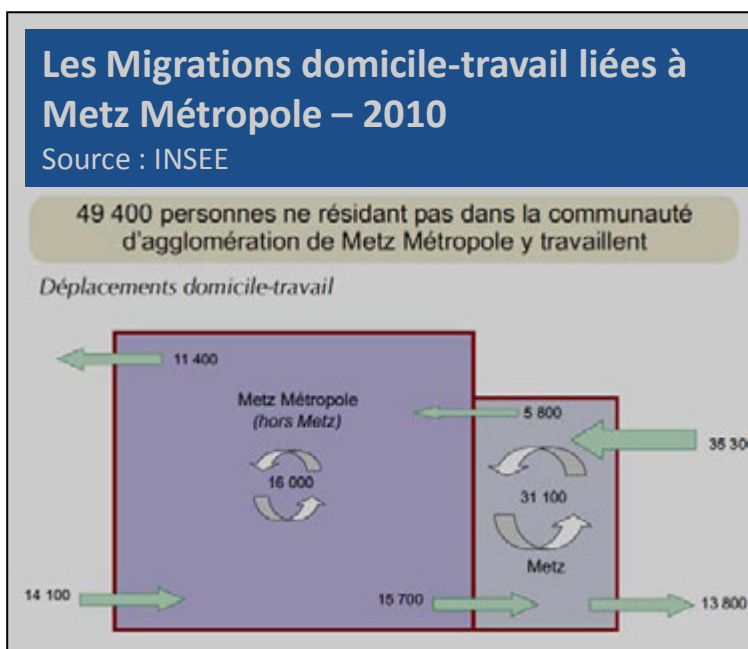 Les Migrations domicile-travail liées à
Metz Métropole – 2010
Source : INSEE
49 400 personnes ne résidant pas dans la communauté
d'agglomération de Metz Métropole y travaillent
Déplacements domicile-travail
11 400
Metz Métropole
(hors Metz)
5 800
16 000
31 100
Metz
14 100
15 700
13 800